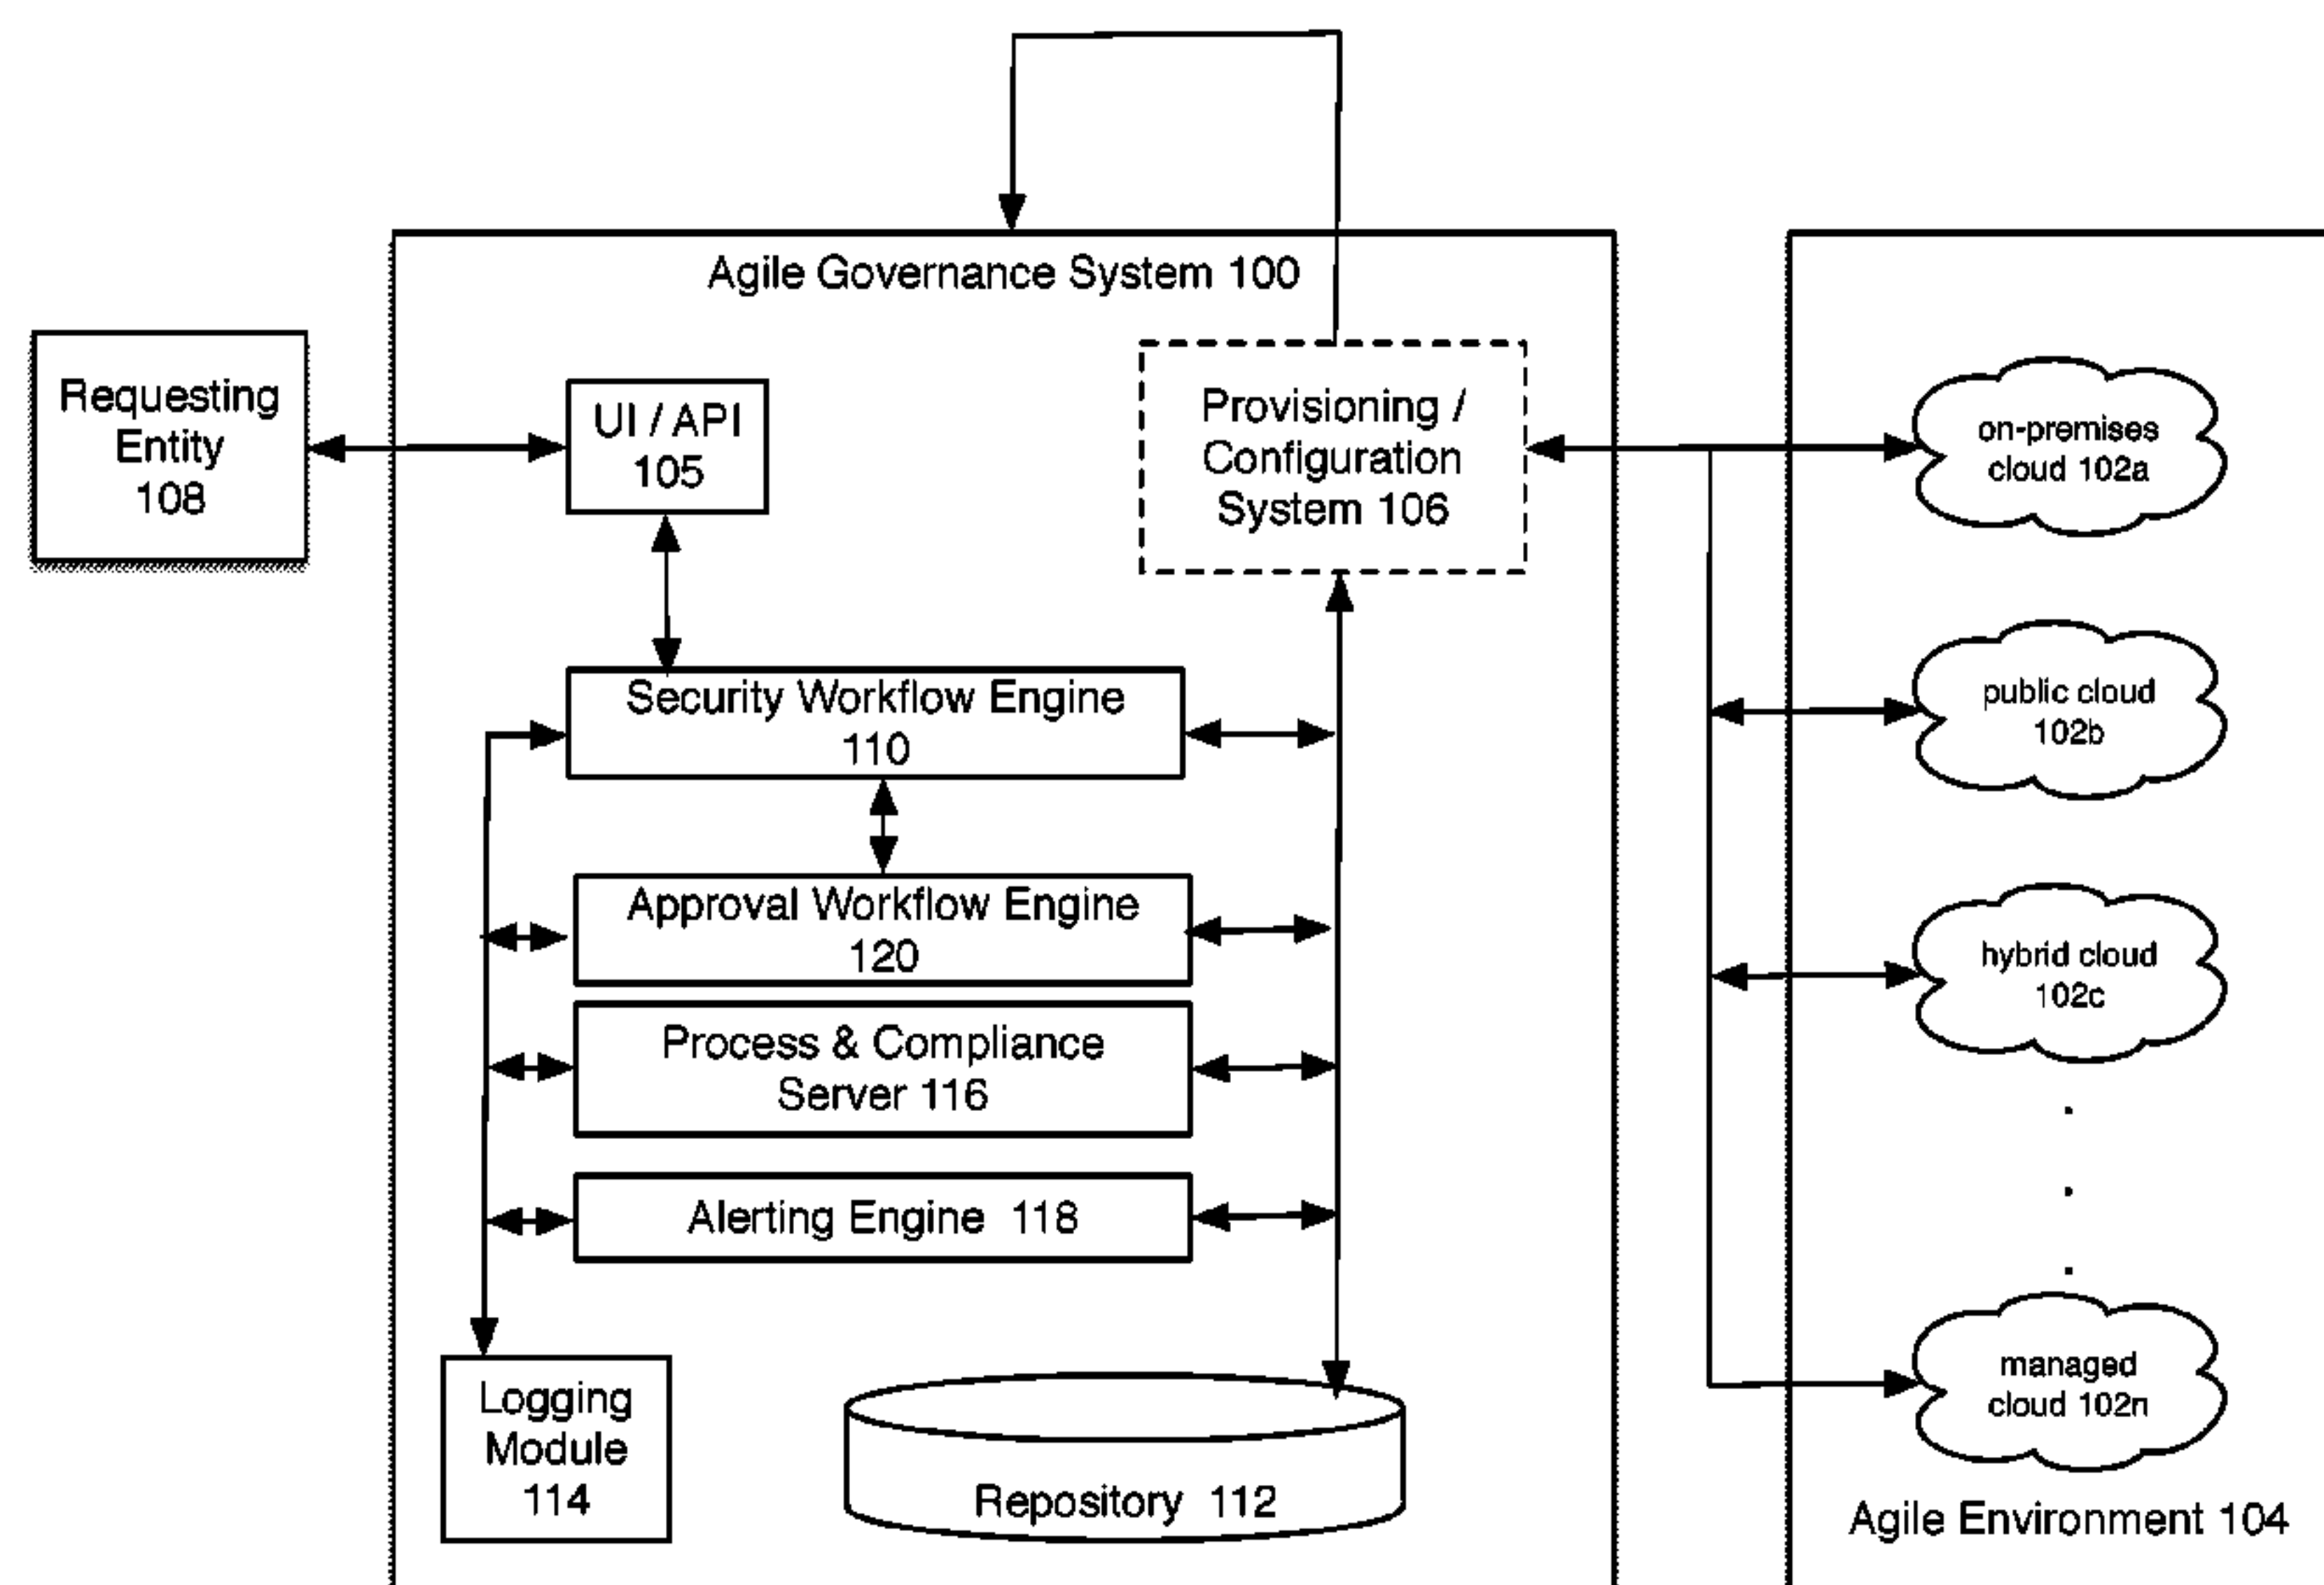 Agile Governance System 100
Requesting
Entity
108
UI / API
105
Provisioning /
Configuration
System 106
on-premises
cloud 102a
Security Workflow Engine
110
public cloud
102b
Approval Workflow Engine
120
hybrid cloud
102c
Process & Compliance
Server 116
Alerting Engine 118
Logging
Module
114
Repository 112
managed
cloud 102n
Agile Environment 104